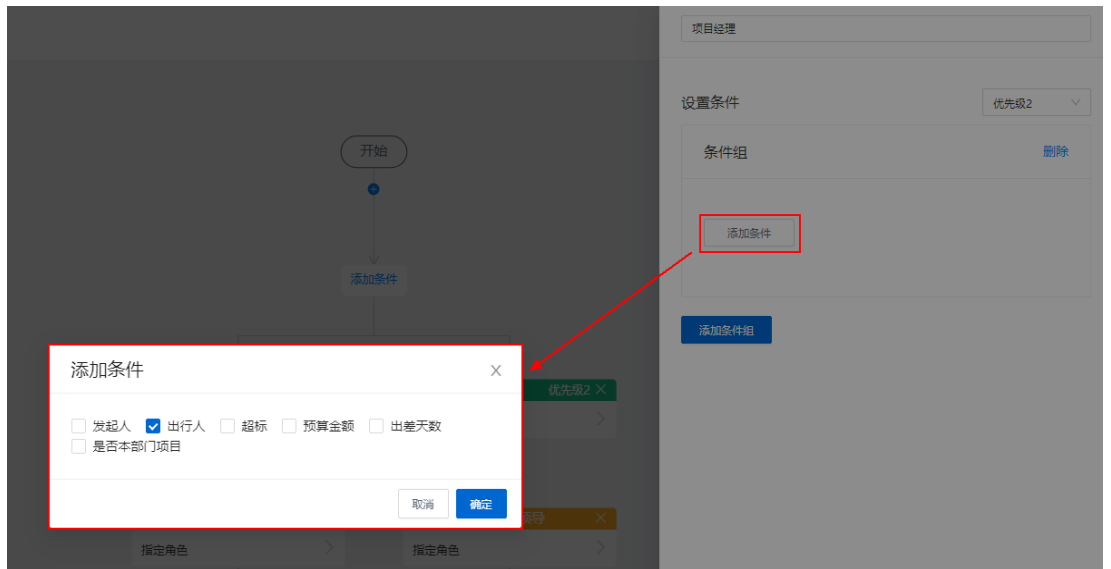 项目经理
设置条件
优先级2
条件组
删除
开始
添加条件
添加条件
添加条件组
添加条件
优先级2
发起人 出行人 超标 预算金额 出差天数
是否本部门项目
取消 确定
指定角色
指定角色